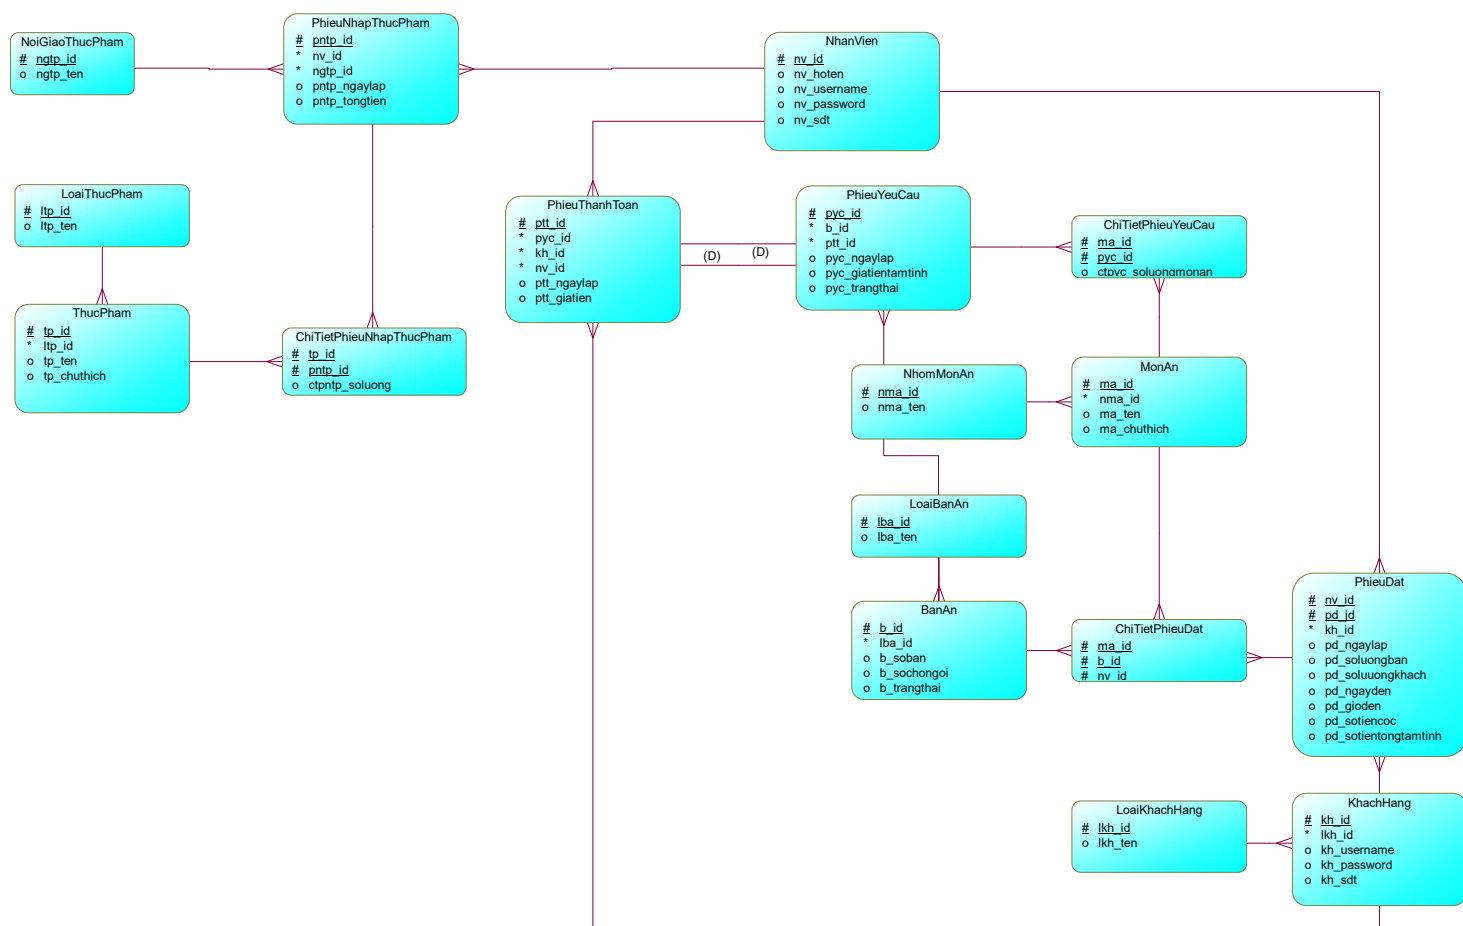 NoiGiaoThucPham
# ngtp_id
o ngtp_ten
PhieuNhapThucPham
# pntp_id
* nv_id
* ngtp_id
o pntp_ngaylap
o pntp_tongtien
NhanVien
# nv_id
o nv_hoten
o nv_username
o nv_password
o nv_sdt
LoaiThucPham
# ltp_id
o ltp_ten
PhieuThanhToan
# ptt_id
* pyc_id
* kh_id
* nv_id
o ptt_ngaylap
o ptt_giatien
(D)
(D)
PhieuYeuCau
# pyc_id
* b_id
* ptt_id
o pyc_ngaylap
o pyc_giatientamtinh
o pyc_trangthai
ChiTietPhieuYeuCau
# ma_id
# pyc_id
o ctpyc_soluongmonan
ThucPham
# tp_id
* ltp_id
o tp_ten
o tp_chuthich
ChiTietPhieuNhapThucPham
# tp_id
# pntp_id
o ctpntp_soluong
NhomMonAn
# nma_id
o nma_ten
MonAn
# ma_id
* nma_id
o ma_ten
o ma_chuthich
LoaiBanAn
# lba_id
o lba_ten
BanAn
# b_id
* lba_id
o b_soban
o b_sochongoi
o b_trangthai
ChiTietPhieuDat
# ma_id
# b_id
# nv_id
PhieuDat
# nv_id
# pd_jd
* kh_id
o pd_ngaylap
o pd_soluongban
o pd_soluuongkhach
o pd_ngayden
o pd_gioden
o pd_sotiencoc
o pd_sotientongtamtinh
LoaiKhachHang
# lkh_id
o lkh_ten
KhachHang
# kh_id
* lkh_id
o kh_username
o kh_password
o kh_sdt